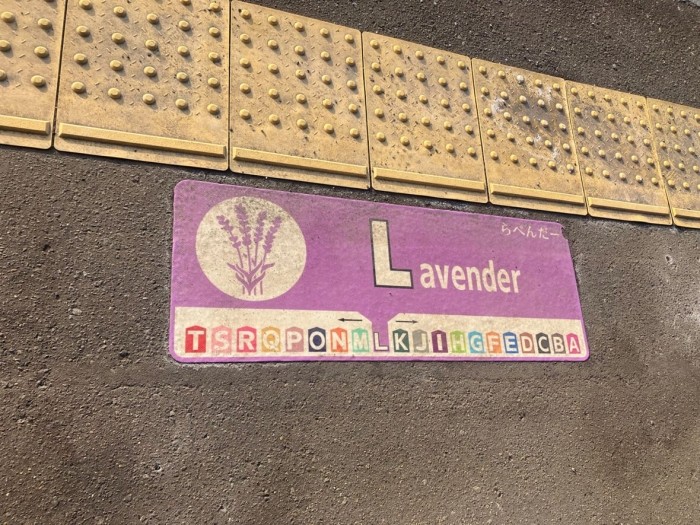 らべんだー
Lavender
← →
TSRQPONMLKJIHGFEDCBA